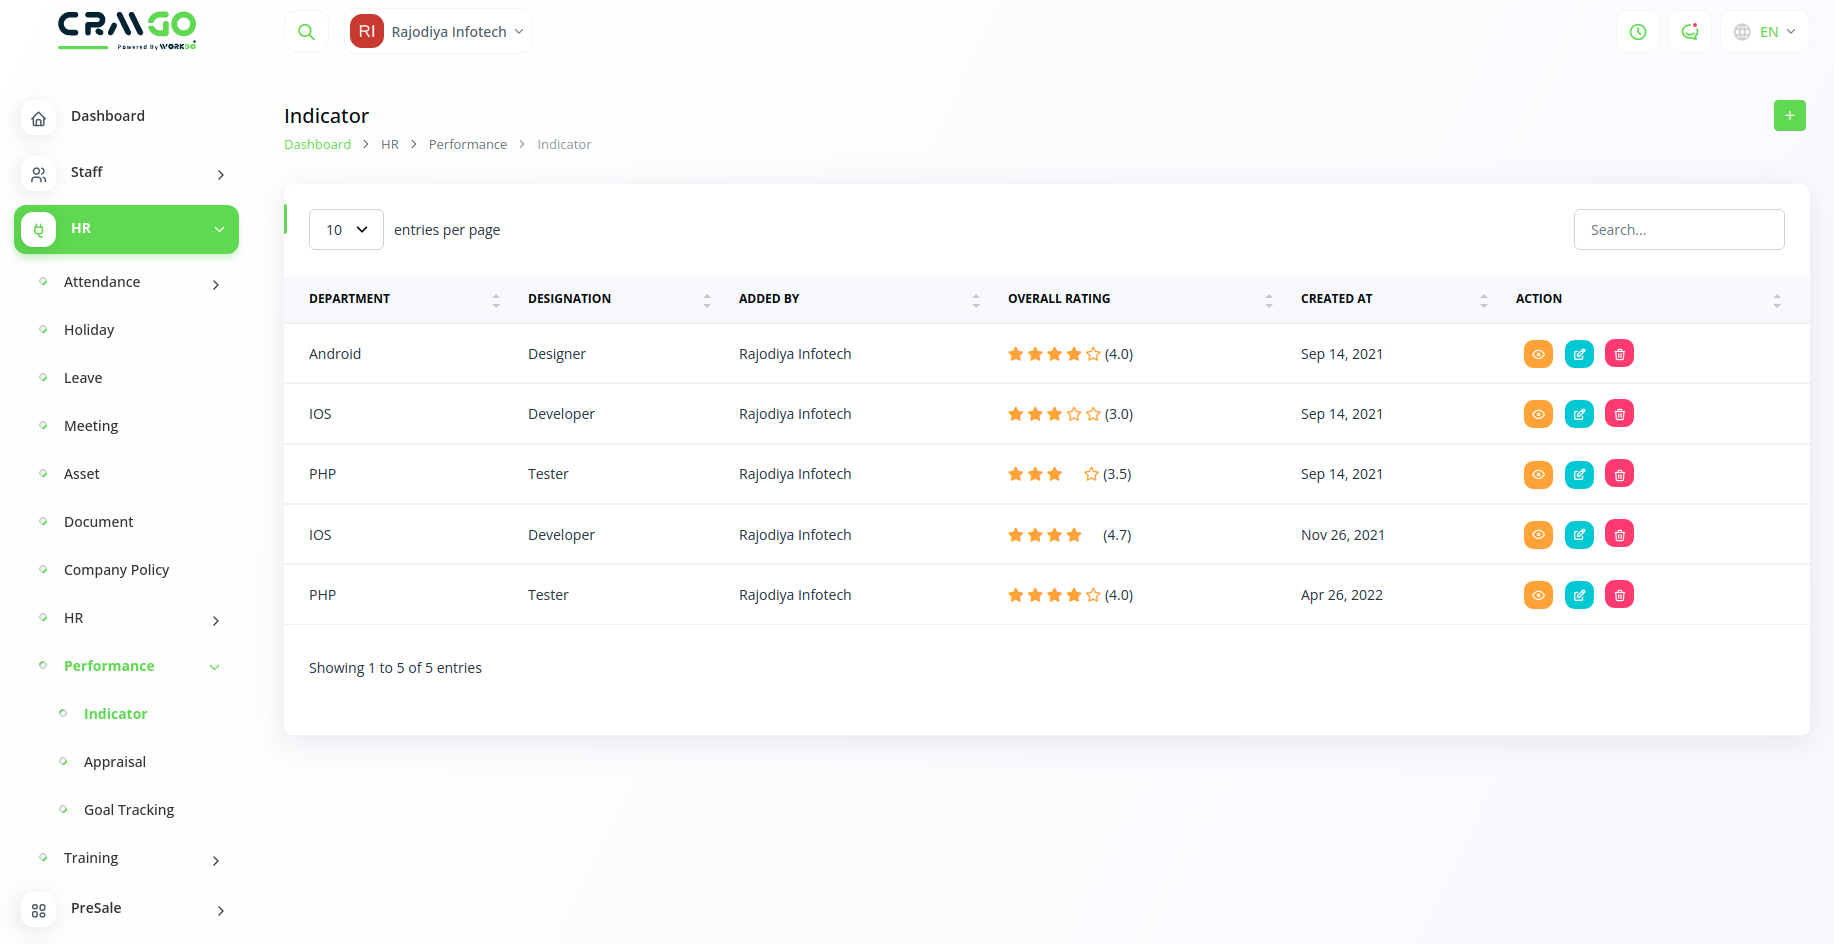 CRMGO
Powered By WORKDO
RI
Rajodiya Infotech
EN
Dashboard
Staff
HR
Attendance
Holiday
Leave
Meeting
Asset
Document
Company Policy
HR
Performance
Indicator
Appraisal
Goal Tracking
Training
PreSale
Indicator
Dashboard > HR > Performance > Indicator
+
10 entries per page
Search...
DEPARTMENT DESIGNATION ADDED BY OVERALL RATING CREATED AT ACTION
Android Designer Rajodiya Infotech (4.0) Sep 14, 2021
IOS Developer Rajodiya Infotech (3.0) Sep 14, 2021
PHP Tester Rajodiya Infotech (3.5) Sep 14, 2021
IOS Developer Rajodiya Infotech (4.7) Nov 26, 2021
PHP Tester Rajodiya Infotech (4.0) Apr 26, 2022
Showing 1 to 5 of 5 entries